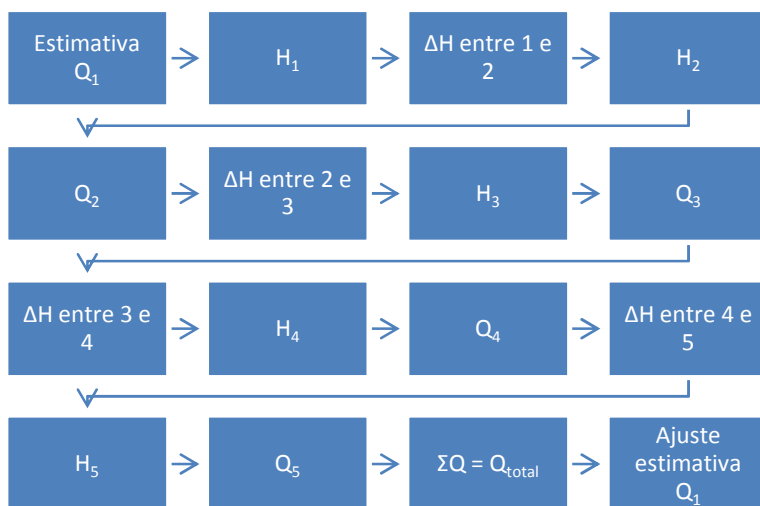 Estimativa
Q₁
H₁
ΔH entre 1 e
2
H₂
Q₂
ΔH entre 2 e
3
H₃
Q₃
ΔH entre 3 e
4
H₄
Q₄
ΔH entre 4 e
5
H₅
Q₅
ΣQ = Qₜₒₜₐₗ
Ajuste
estimativa
Q₁